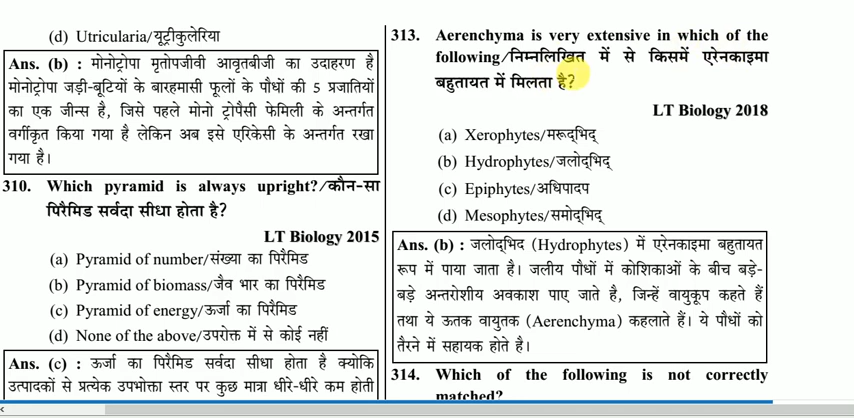 (d) Utricularia/यूट्रीकुलेरिया
Ans. (b) : मोनोट्रोपा मृतोपजीवी आवृतबीजी का उदाहरण है
मोनोट्रोपा जड़ी-बूटियों के बारहमासी फूलों के पौधों की 5 प्रजातियों
का एक जीन्स है, जिसे पहले मोनो ट्रोपैसी फेमिली के अन्तर्गत
वर्गीकृत किया गया है लेकिन अब इसे एरिकेसी के अन्तर्गत रखा
गया है।
310. Which pyramid is always upright?/कौन-सा
पिरैमिड सर्वदा सीधा होता है?
LT Biology 2015
(a) Pyramid of number/संख्या का पिरैमिड
(b) Pyramid of biomass/जैव भार का पिरैमिड
(c) Pyramid of energy/ऊर्जा का पिरैमिड
(d) None of the above/उपरोक्त में से कोई नहीं
Ans. (c) : ऊर्जा का पिरैमिड सर्वदा सीधा होता है क्योकि
उत्पादकों से प्रत्येक उपभोक्ता स्तर पर कुछ मात्रा धीरे-धीरे कम होती
313. Aerenchyma is very extensive in which of the
following/निम्नलिखित में से किसमें एरेनकाइमा
बहुतायत में मिलता है?
LT Biology 2018
(a) Xerophytes/मरूद्भिद्
(b) Hydrophytes/जलोद्भिद्
(c) Epiphytes/अधिपादप
(d) Mesophytes/समोद्भिद्
Ans. (b) : जलोद्भिद (Hydrophytes) में एरेनकाइमा बहुतायत
रूप में पाया जाता है। जलीय पौधों में कोशिकाओं के बीच बड़े-
बड़े अन्तरोशीय अवकाश पाए जाते है, जिन्हें वायुकूप कहते हैं
तथा ये ऊतक वायुतक (Aerenchyma) कहलाते हैं। ये पौधों को
तैरने में सहायक होते है।
314. Which of the following is not correctly
matched?